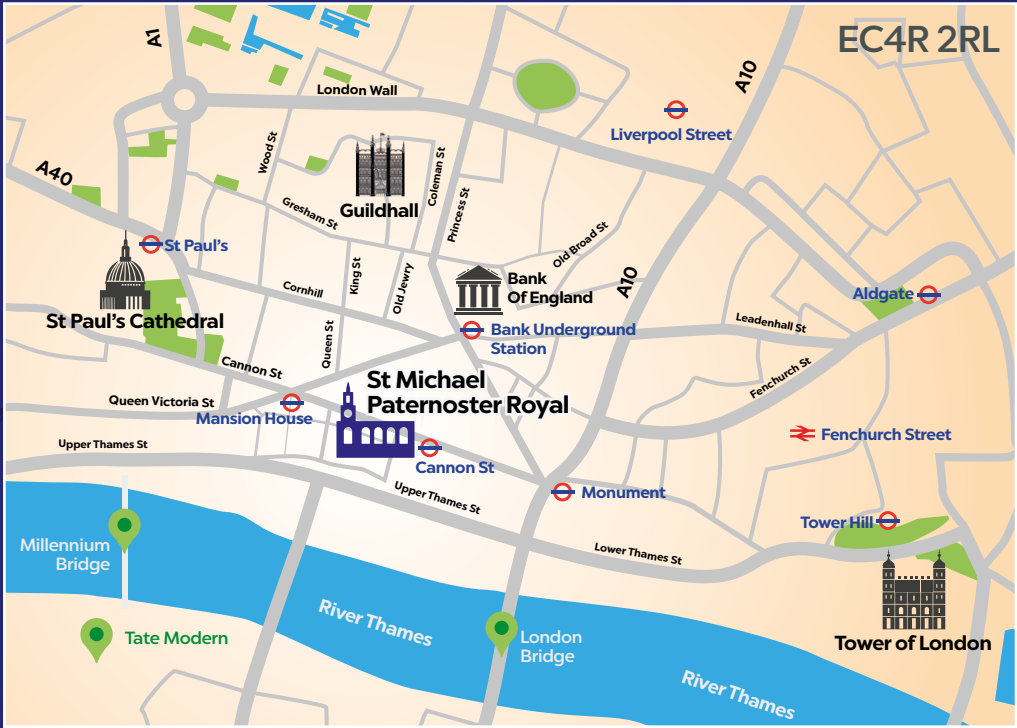 A1
EC4R 2RL
A10
London Wall
Liverpool Street
Wood St
Coleman St
A40
Guildhall
Princess St
Gresham St
St Paul's
Old Broad St
King St
Old Jewry
Cornhill
A10
Bank
Of England
Aldgate
St Paul's Cathedral
Queen St
Bank Underground
Station
Leadenhall St
Cannon St
Fenchurch St
St Michael
Paternoster Royal
Queen Victoria St
Mansion House
Fenchurch Street
Upper Thames St
Cannon St
Upper Thames St
Monument
Tower Hill
Millennium
Bridge
Lower Thames St
River Thames
Tate Modern
London
Bridge
Tower of London
River Thames